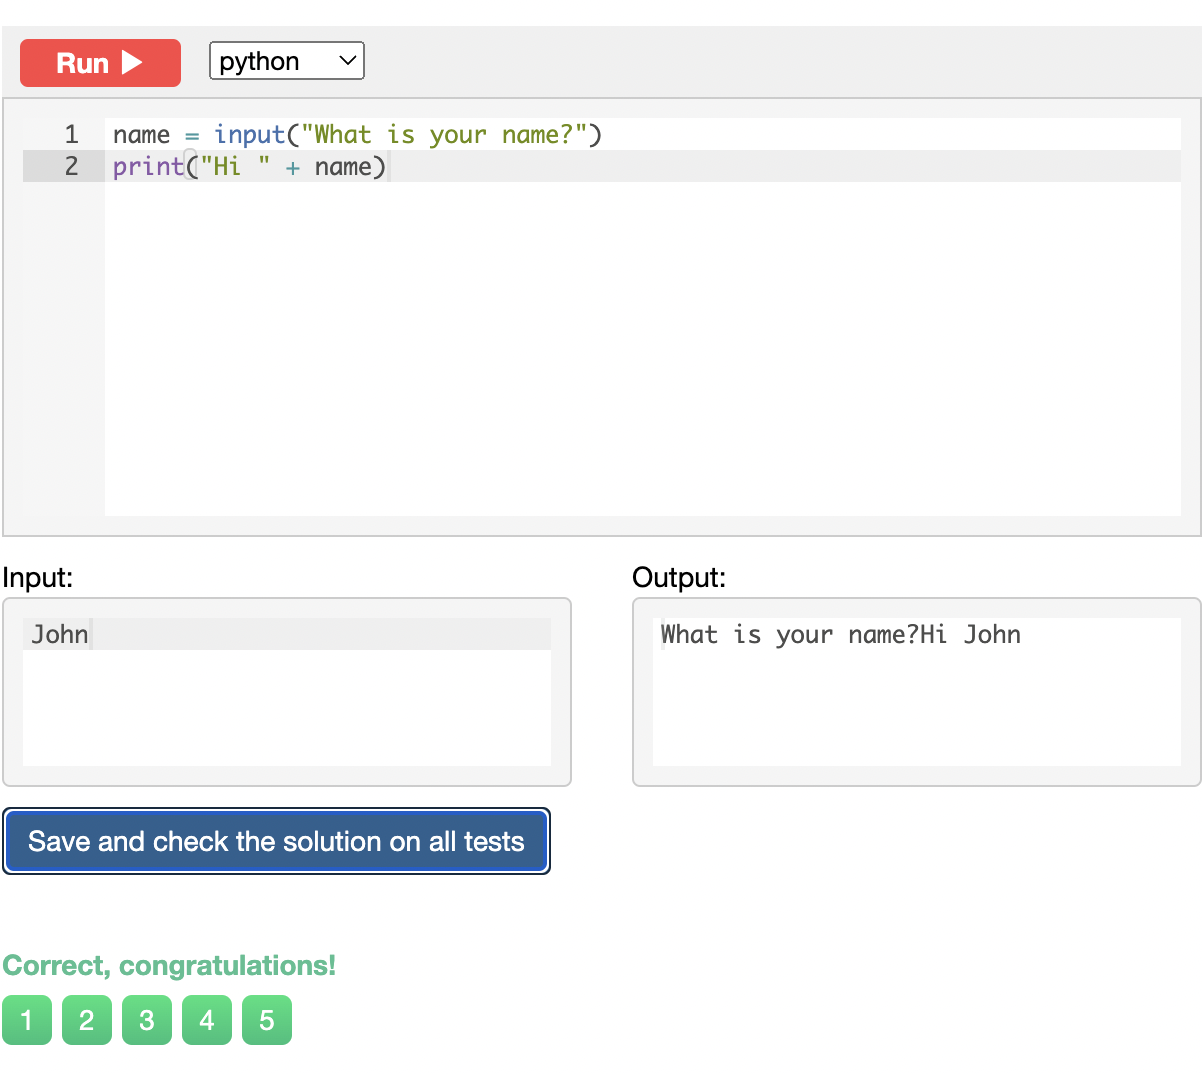 Run
python
1 name = input("What is your name?")
2 print("Hi " + name)
Input:
Output:
John
What is your name?Hi John
Save and check the solution on all tests
Correct, congratulations!
1 2 3 4 5